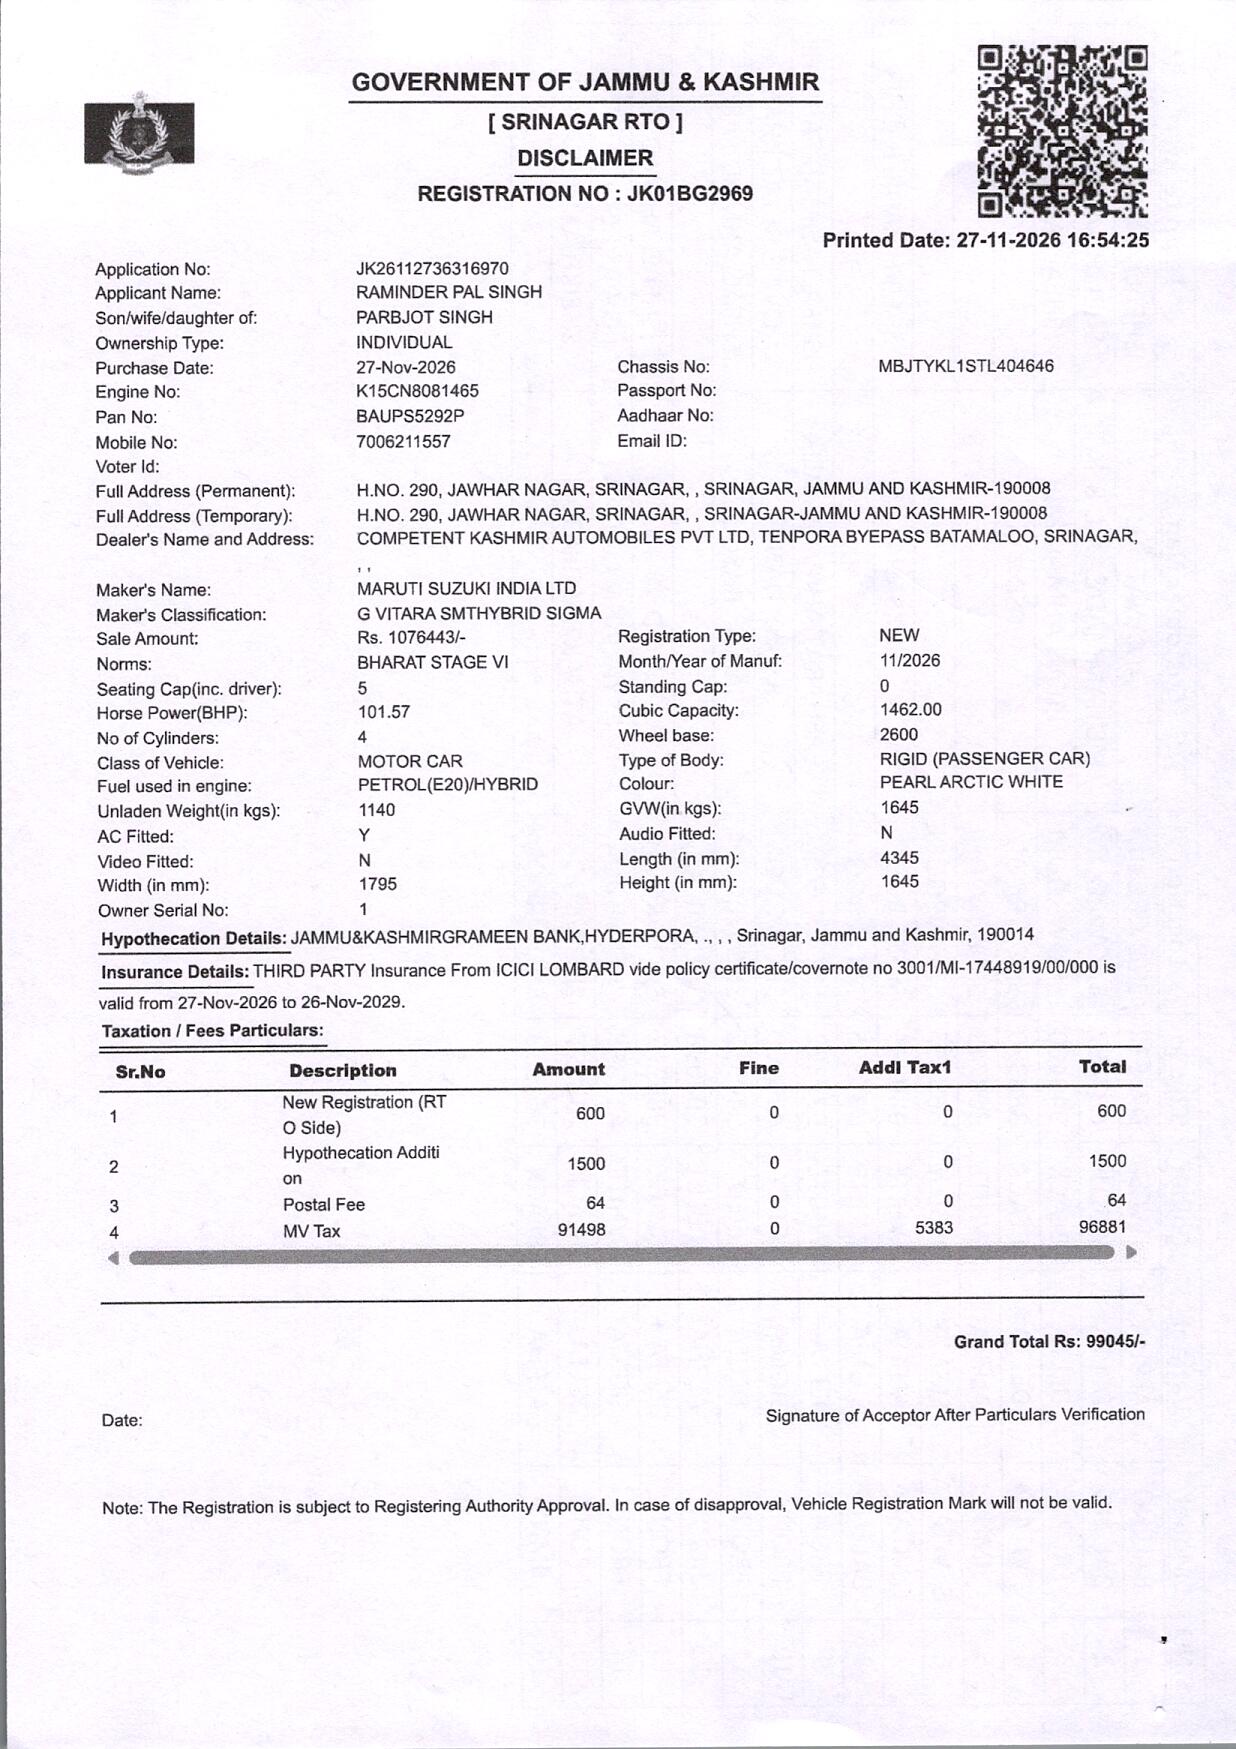 GOVERNMENT OF JAMMU & KASHMIR
[ SRINAGAR RTO ]
DISCLAIMER
REGISTRATION NO : JK01BG2969
Printed Date: 27-11-2026 16:54:25
Application No: JK26112736316970
Applicant Name: RAMINDER PAL SINGH
Son/wife/daughter of: PARBJOT SINGH
Ownership Type: INDIVIDUAL
Purchase Date: 27-Nov-2026 Chassis No: MBJTYKL1STL404646
Engine No: K15CN8081465 Passport No:
Pan No: BAUPS5292P Aadhaar No:
Mobile No: 7006211557 Email ID:
Voter Id:
Full Address (Permanent): H.NO. 290, JAWHAR NAGAR, SRINAGAR, , SRINAGAR, JAMMU AND KASHMIR-190008
Full Address (Temporary): H.NO. 290, JAWHAR NAGAR, SRINAGAR, , SRINAGAR-JAMMU AND KASHMIR-190008
Dealer's Name and Address: COMPETENT KASHMIR AUTOMOBILES PVT LTD, TENPORA BYEPASS BATAMALOO, SRINAGAR,
, ,
Maker's Name: MARUTI SUZUKI INDIA LTD
Maker's Classification: G VITARA SMTHYBRID SIGMA
Sale Amount: Rs. 1076443/- Registration Type: NEW
Norms: BHARAT STAGE VI Month/Year of Manuf: 11/2026
Seating Cap(inc. driver): 5 Standing Cap: 0
Horse Power(BHP): 101.57 Cubic Capacity: 1462.00
No of Cylinders: 4 Wheel base: 2600
Class of Vehicle: MOTOR CAR Type of Body: RIGID (PASSENGER CAR)
Fuel used in engine: PETROL(E20)/HYBRID Colour: PEARL ARCTIC WHITE
Unladen Weight(in kgs): 1140 GVW(in kgs): 1645
AC Fitted: Y Audio Fitted: N
Video Fitted: N Length (in mm): 4345
Width (in mm): 1795 Height (in mm): 1645
Owner Serial No: 1
Hypothecation Details: JAMMU&KASHMIRGRAMEEN BANK,HYDERPORA, ., , , Srinagar, Jammu and Kashmir, 190014
Insurance Details: THIRD PARTY Insurance From ICICI LOMBARD vide policy certificate/covernote no 3001/MI-17448919/00/000 is
valid from 27-Nov-2026 to 26-Nov-2029.
Taxation / Fees Particulars:
Sr.No Description Amount Fine Addl Tax1 Total
1 New Registration (RT
O Side) 600 0 0 600
2 Hypothecation Additi
on 1500 0 0 1500
3 Postal Fee 64 0 0 64
4 MV Tax 91498 0 5383 96881
Grand Total Rs: 99045/-
Date: Signature of Acceptor After Particulars Verification
Note: The Registration is subject to Registering Authority Approval. In case of disapproval, Vehicle Registration Mark will not be valid.